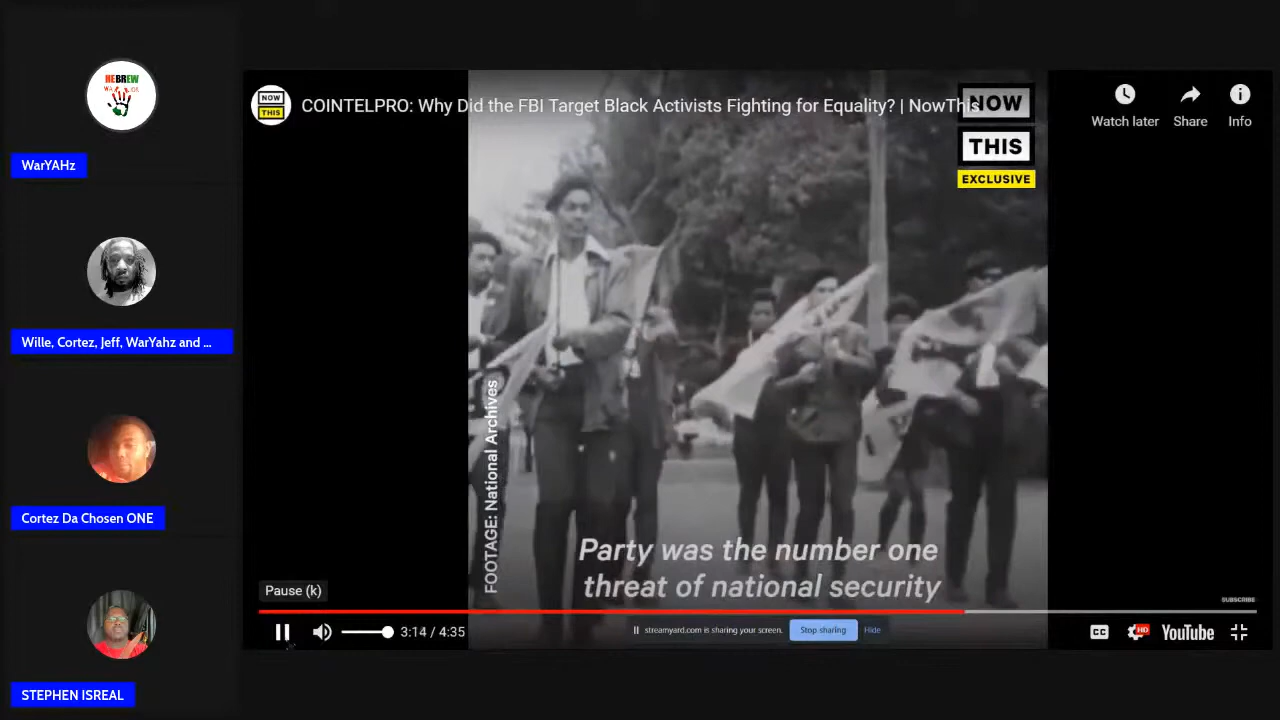 HEBREW
WarYAHz
Wille, Cortez, Jeff, WarYahz and ...
Cortez Da Chosen ONE
STEPHEN ISREAL
NOW
THIS
COINTELPRO: Why Did the FBI Target Black Activists Fighting for Equality? | NowThis
NOW
THIS
EXCLUSIVE
Watch later
Share
Info
FOOTAGE: National Archives
Party was the number one
threat of national security
Pause (k)
SUBSCRIBE
3:14 / 4:35
streamyard.com is sharing your screen.
Stop sharing
Hide
CC
HD
YouTube